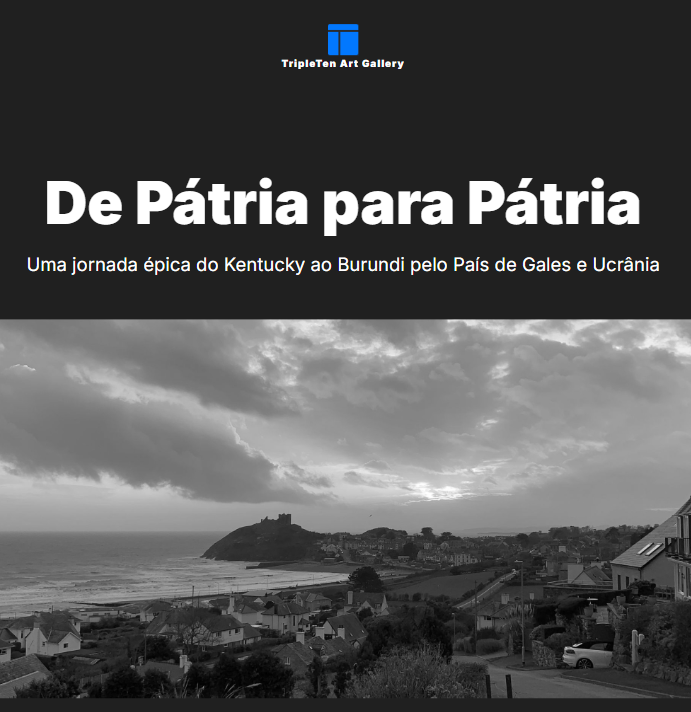 TripleTen Art Gallery
De Pátria para Pátria
Uma jornada épica do Kentucky ao Burundi pelo País de Gales e Ucrânia